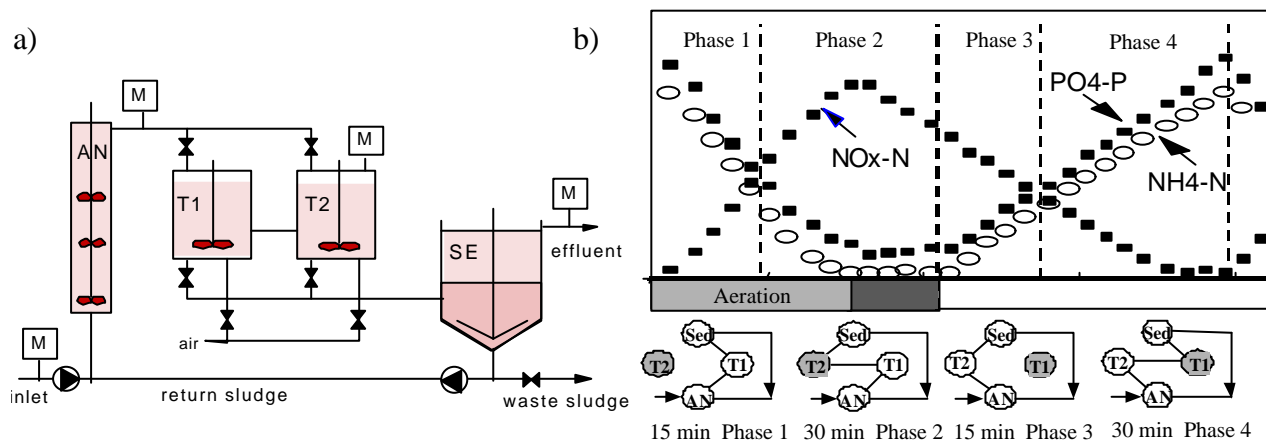 a)
M
AN
M
T1
T2
M
SE
M
effluent
air
M
inlet
return sludge
waste sludge
b)
Phase 1 Phase 2 Phase 3 Phase 4
PO4-P
NOx-N
NH4-N
Aeration
Sed Sed Sed Sed
T2 T1 T2 T1 T2 T1 T2 T1
AN AN AN AN
15 min Phase 1 30 min Phase 2 15 min Phase 3 30 min Phase 4